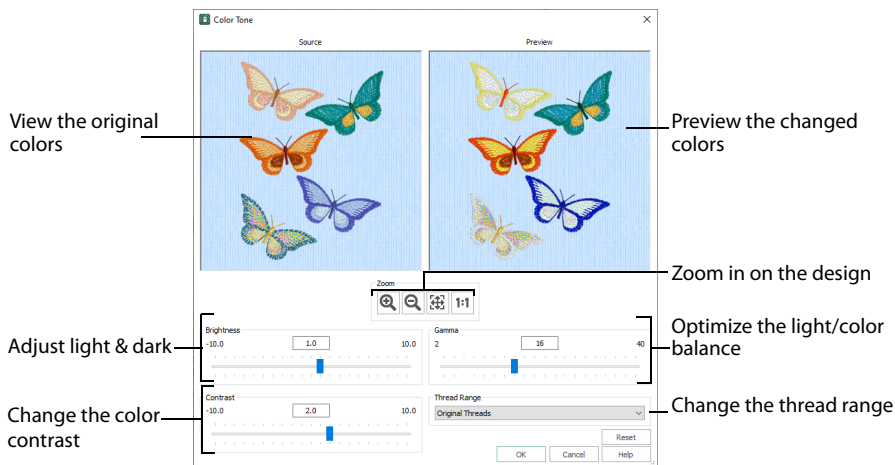 Color Tone
Source
Preview
View the original
colors
Preview the changed
colors
Zoom in on the design
Zoom
1:1
Adjust light & dark
Brightness
-10.0 1.0 10.0
Gamma
2 16 40
Optimize the light/color
balance
Change the color
contrast
Contrast
-10.0 2.0 10.0
Thread Range
Original Threads
Change the thread range
Reset
OK Cancel Help